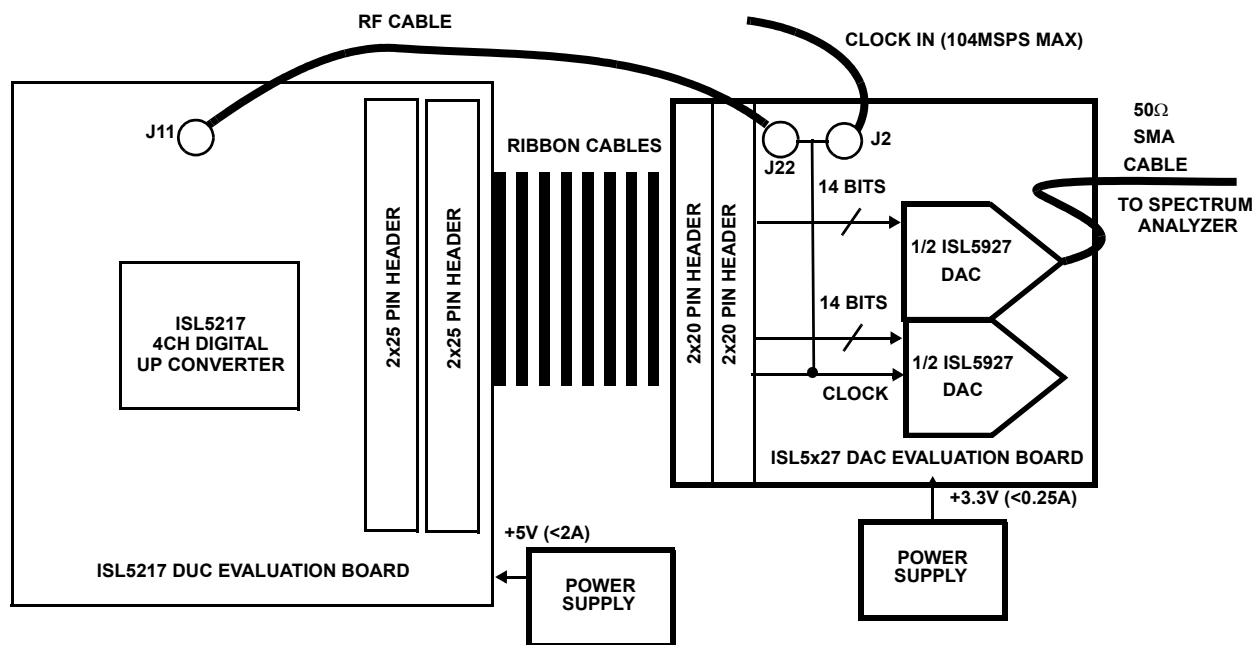 RF CABLE
CLOCK IN (104MSPS MAX)
J11
2x25 PIN HEADER
2x25 PIN HEADER
RIBBON CABLES
2x20 PIN HEADER
2x20 PIN HEADER
J22
J2
50Ω
SMA
CABLE
TO SPECTRUM
ANALYZER
14 BITS
1/2 ISL5927
DAC
14 BITS
1/2 ISL5927
DAC
CLOCK
ISL5217
4CH DIGITAL
UP CONVERTER
ISL5x27 DAC EVALUATION BOARD
+3.3V (<0.25A)
POWER
SUPPLY
+5V (<2A)
ISL5217 DUC EVALUATION BOARD
POWER
SUPPLY